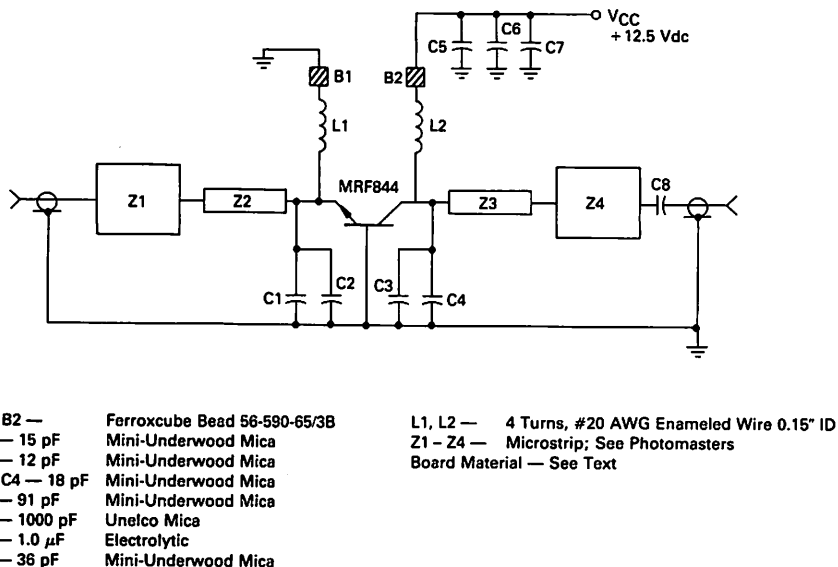 VCC
+12.5 Vdc
C5
C6
C7
B1
B2
L1
L2
MRF844
Z1
Z2
Z3
Z4
C8
C1
C2
C3
C4
B2 — Ferroxcube Bead 56-590-65/3B
— 15 pF Mini-Underwood Mica
— 12 pF Mini-Underwood Mica
C4 — 18 pF Mini-Underwood Mica
— 91 pF Mini-Underwood Mica
— 1000 pF Unelco Mica
— 1.0 μF Electrolytic
— 36 pF Mini-Underwood Mica
L1, L2 — 4 Turns, #20 AWG Enameled Wire 0.15" ID
Z1 – Z4 — Microstrip; See Photomasters
Board Material — See Text